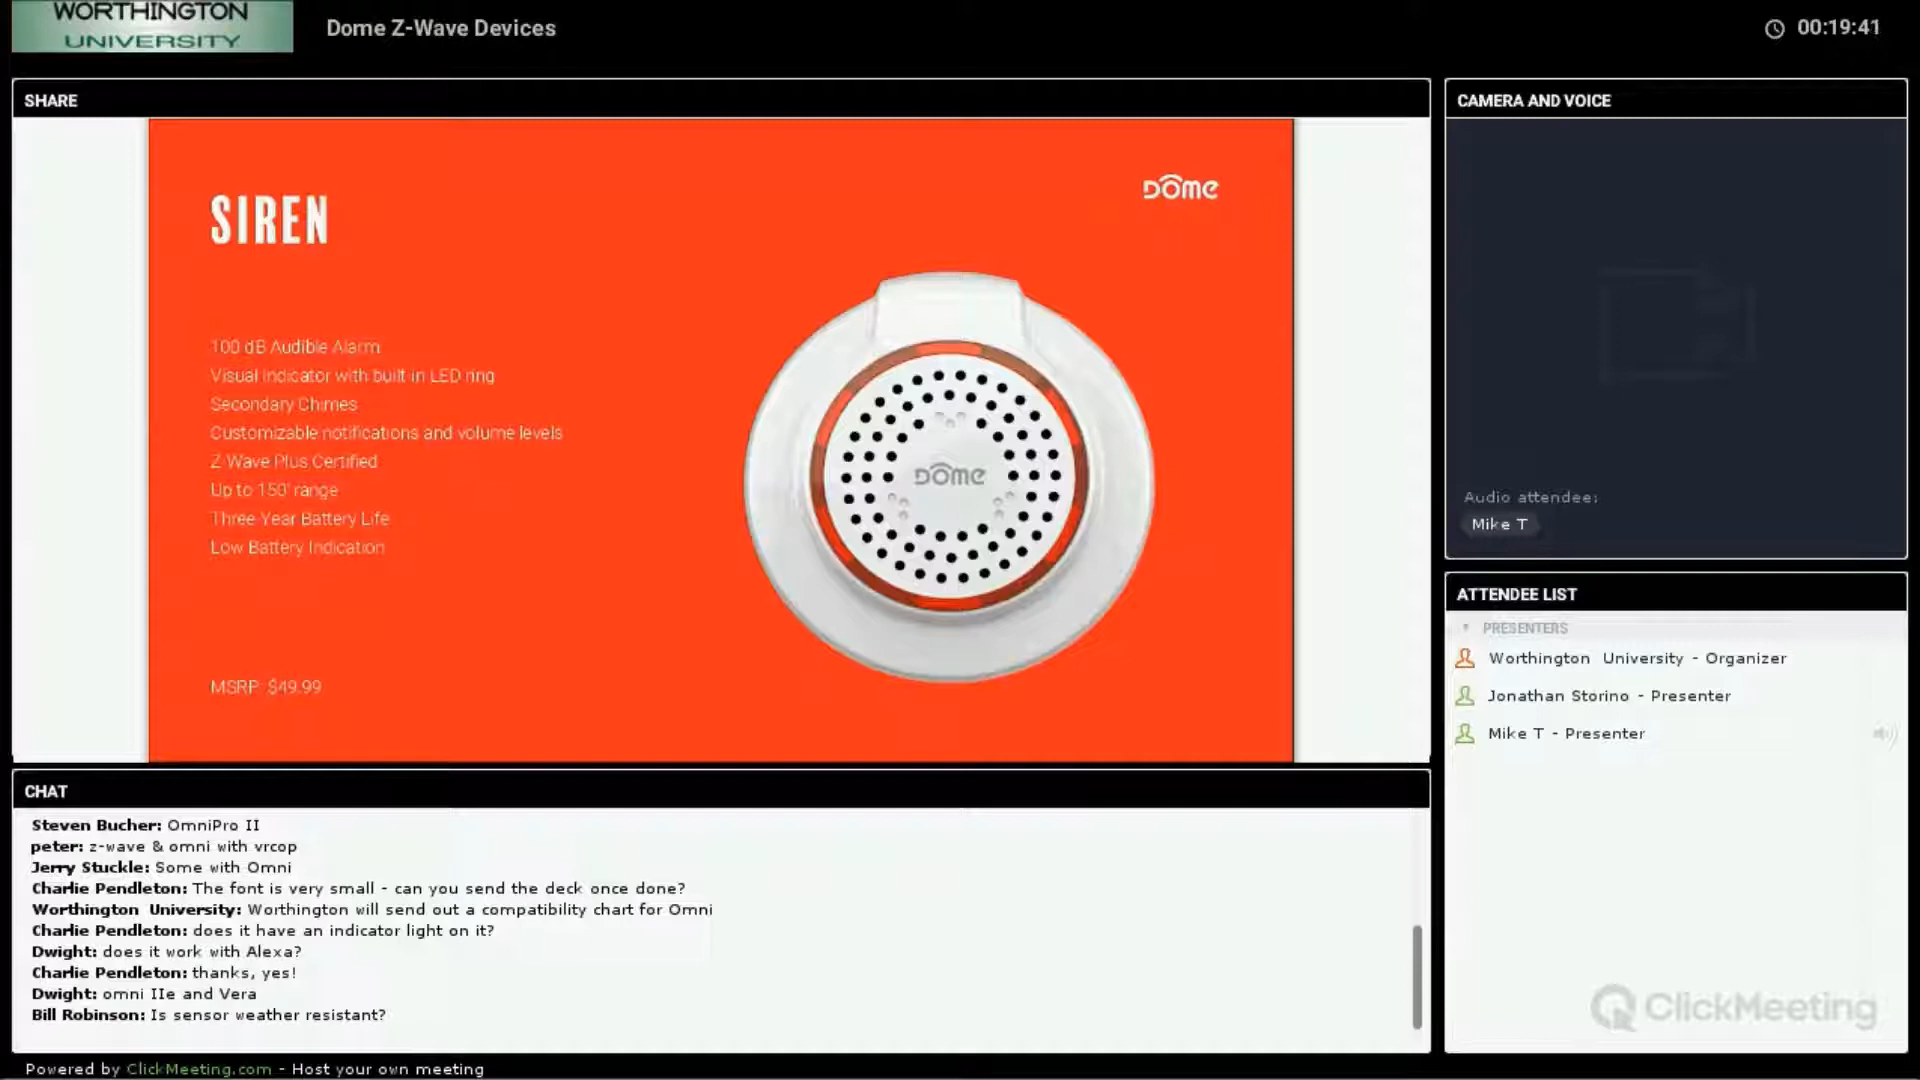 WORTHINGTON
UNIVERSITY
Dome Z-Wave Devices
00:19:41
SHARE
SIREN
DOME
100 dB Audible Alarm
Visual Indicator with built in LED ring
Secondary Chimes
Customizable notifications and volume levels
Z Wave Plus Certified
Up to 150' range
Three Year Battery Life
Low Battery Indication
DOME
MSRP: $49.99
CAMERA AND VOICE
Audio attendee:
Mike T
ATTENDEE LIST
PRESENTERS
Worthington University - Organizer
Jonathan Storino - Presenter
Mike T - Presenter
CHAT
Steven Bucher: OmniPro II
peter: z-wave & omni with vrcop
Jerry Stuckle: Some with Omni
Charlie Pendleton: The font is very small - can you send the deck once done?
Worthington University: Worthington will send out a compatibility chart for Omni
Charlie Pendleton: does it have an indicator light on it?
Dwight: does it work with Alexa?
Charlie Pendleton: thanks, yes!
Dwight: omni IIe and Vera
Bill Robinson: Is sensor weather resistant?
ClickMeeting
Powered by ClickMeeting.com - Host your own meeting